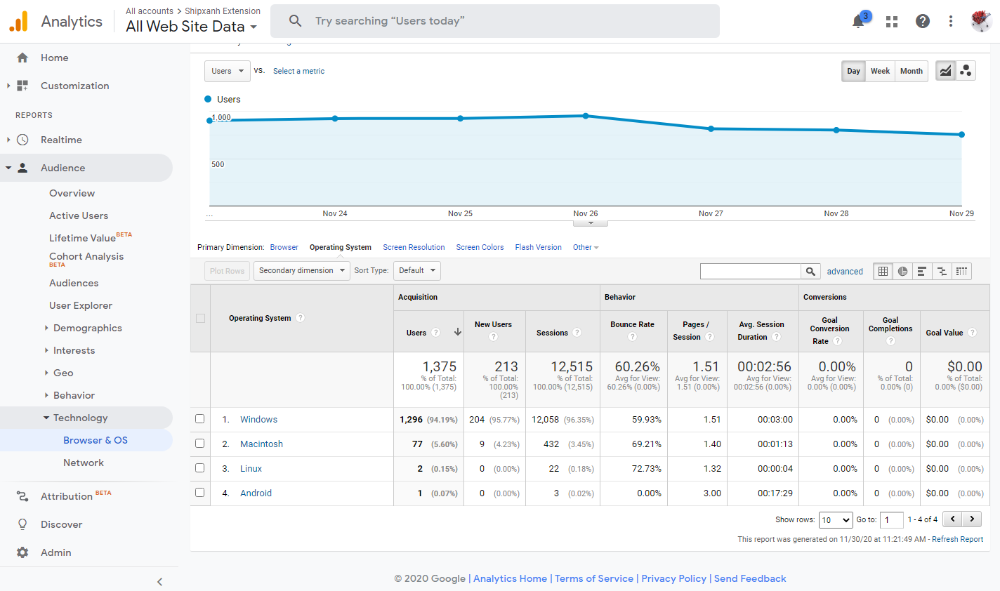 Analytics
All accounts > Shipxanh Extension
All Web Site Data
Try searching “Users today”
3
Home
Customization
REPORTS
Realtime
Audience
Overview
Active Users
Lifetime Value BETA
Cohort Analysis
BETA
Audiences
User Explorer
Demographics
Interests
Geo
Behavior
Technology
Browser & OS
Network
Attribution BETA
Discover
Admin
Users VS. Select a metric
Day Week Month
Users
1,000
500
... Nov 24 Nov 25 Nov 26 Nov 27 Nov 28 Nov 29
Primary Dimension: Browser Operating System Screen Resolution Screen Colors Flash Version Other
Plot Rows Secondary dimension Sort Type: Default advanced
Acquisition Behavior Conversions
Operating System ? Users ? New Users ? Sessions ? Bounce Rate ? Pages / Session ? Avg. Session Duration ? Goal Conversion Rate ? Goal Completions ? Goal Value ?
1,375 213 12,515 60.26% 1.51 00:02:56 0.00% 0 $0.00
% of Total: % of Total: % of Total: Avg for View: Avg for View: Avg for View: Avg for View: % of Total: % of Total:
100.00% (1,375) 100.00% (213) 100.00% (12,515) 60.26% (0.00%) 1.51 (0.00%) 00:02:56 (0.00%) 0.00% (0.00%) 0.00% (0) 0.00% ($0.00)
1. Windows 1,296 (94.19%) 204 (95.77%) 12,058 (96.35%) 59.93% 1.51 00:03:00 0.00% 0 (0.00%) $0.00 (0.00%)
2. Macintosh 77 (5.60%) 9 (4.23%) 432 (3.45%) 69.21% 1.40 00:01:13 0.00% 0 (0.00%) $0.00 (0.00%)
3. Linux 2 (0.15%) 0 (0.00%) 22 (0.18%) 72.73% 1.32 00:00:04 0.00% 0 (0.00%) $0.00 (0.00%)
4. Android 1 (0.07%) 0 (0.00%) 3 (0.02%) 0.00% 3.00 00:17:29 0.00% 0 (0.00%) $0.00 (0.00%)
Show rows: 10 Go to: 1 1 - 4 of 4
This report was generated on 11/30/20 at 11:21:49 AM - Refresh Report
© 2020 Google | Analytics Home | Terms of Service | Privacy Policy | Send Feedback